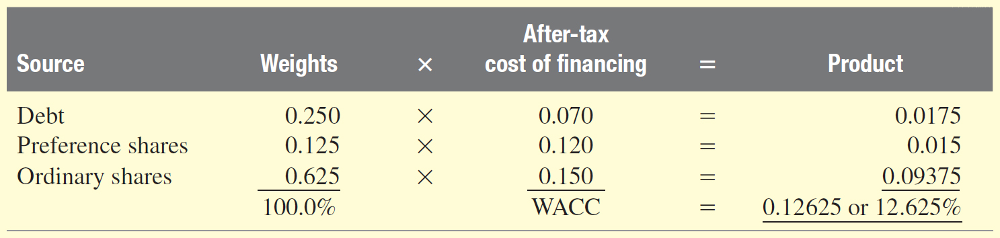 After-tax
Source Weights × cost of financing = Product
Debt 0.250 × 0.070 = 0.0175
Preference shares 0.125 × 0.120 = 0.015
Ordinary shares 0.625 × 0.150 = 0.09375
100.0% WACC = 0.12625 or 12.625%